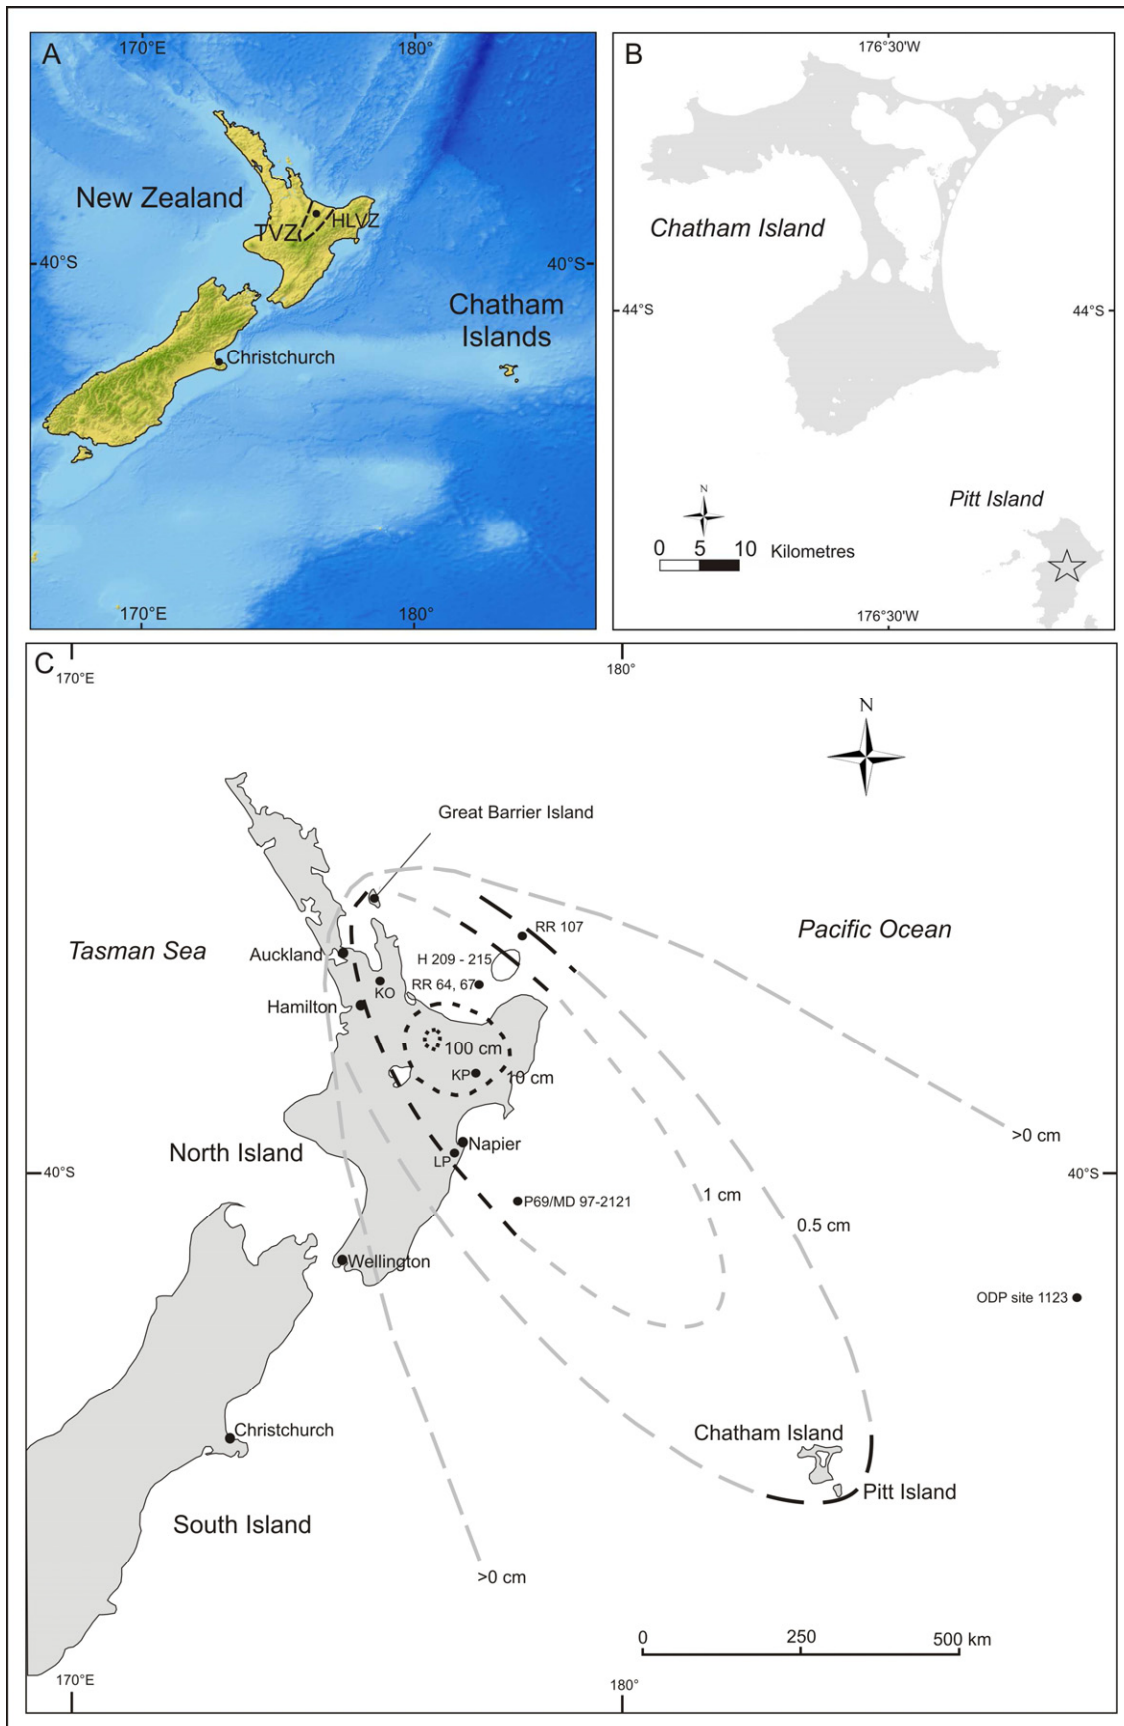 A
170°E
180°
New Zealand
TVZ
HLVZ
40°S
40°S
Chatham
Islands
Christchurch
170°E
180°
B
176°30'W
Chatham Island
44°S
44°S
Pitt Island
N
0 5 10 Kilometres
176°30'W
C
170°E
180°
N
Great Barrier Island
RR 107
Pacific Ocean
Tasman Sea
Auckland
H 209 - 215
RR 64, 67
KO
Hamilton
100 cm
KP
10 cm
>0 cm
North Island
Napier
LP
40°S
40°S
1 cm
P69/MD 97-2121
0.5 cm
Wellington
ODP site 1123
Christchurch
Chatham Island
Pitt Island
South Island
>0 cm
0 250 500 km
170°E
180°